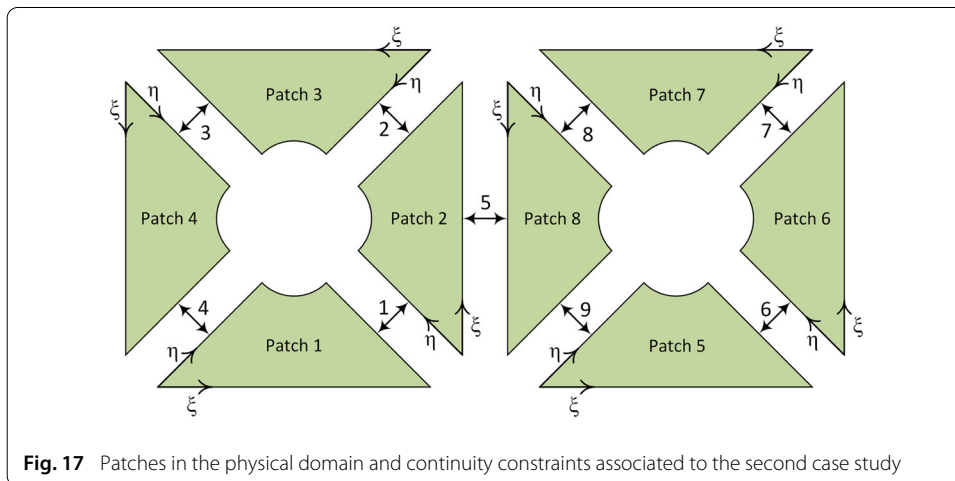 ξ ξ
η η η η
ξ Patch 3 ξ Patch 7
3 2 8 7
5
Patch 4 Patch 2 Patch 8 Patch 6
4 1 9 6
η Patch 1 η ξ η Patch 5 η ξ
ξ ξ
Fig. 17 Patches in the physical domain and continuity constraints associated to the second case study